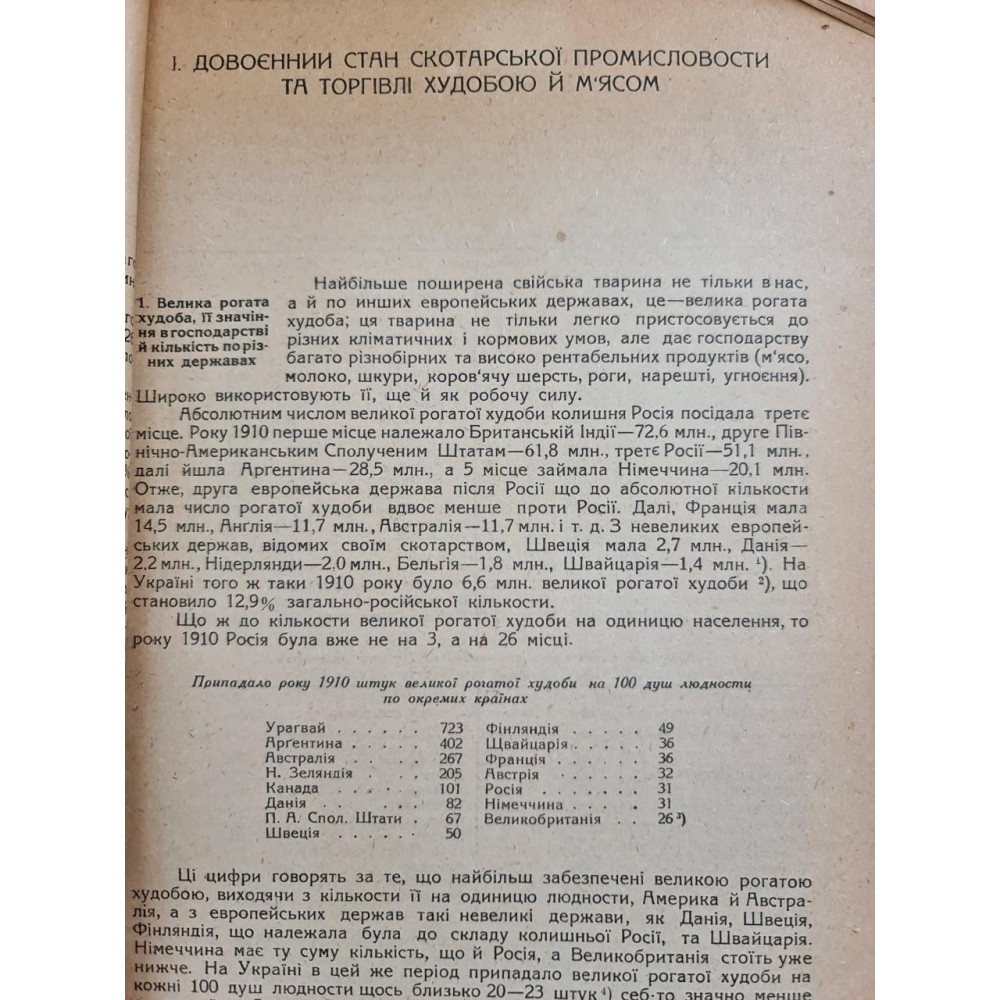 І. ДОВОЄННИЙ СТАН СКОТАРСЬКОЇ ПРОМИСЛОВОСТИ
ТА ТОРГІВЛІ ХУДОБОЮ Й М'ЯСОМ
1. Велика рогата
худоба, її значін-
ня в господарстві
й кількість по різ-
них державах
Найбільше поширена свійська тварина не тільки в нас,
а й по инших европейських державах, це—велика рогата
худоба; ця тварина не тільки легко пристосовується до
різних кліматичних і кормових умов, але дає господарству
багато різнобірних та високо рентабельних продуктів (м'ясо,
молоко, шкури, коров'ячу шерсть, роги, нарешті, угноєння).
Широко використовують її, ще й як робочу силу.
Абсолютним числом великої рогатої худоби колишня Росія посідала третє
місце. Року 1910 перше місце належало Британській Індії—72,6 млн., друге Пів-
нічно-Американським Сполученим Штатам—61,8 млн., третє Росії—51,1 млн.,
далі йшла Арґентина—28,5 млн., а 5 місце займала Німеччина—20,1 млн.
Отже, друга европейська держава після Росії що до абсолютної кількости
мала число рогатої худоби вдвоє менше проти Росії. Далі, Франція мала
14,5 млн., Англія—11,7 млн., Австралія—11,7 млн. і т. д. З невеликих европей-
ських держав, відомих своїм скотарством, Швеція мала 2,7 млн., Данія—
2,2 млн., Нідерлянди—2,0 млн., Бельгія—1,8 млн., Швайцарія—1,4 млн. ¹). На
Україні того ж таки 1910 року було 6,6 млн. великої рогатої худоби ²), що
становило 12,9% загально-російської кількости.
Що ж до кількости великої рогатої худоби на одиницю населення, то
року 1910 Росія була вже не на 3, а на 26 місці.
Припадало року 1910 штук великої рогатої худоби на 100 душ людности
по окремих країнах
Ураґвай . . . . . . 723 Фінляндія . . . . . 49
Арґентина . . . . . 402 Щвайцарія . . . . . 36
Австралія . . . . 267 Франція . . . . . . 36
Н. Зеляндія . . . . 205 Австрія . . . . . 32
Канада . . . . . 101 Росія . . . . . . 31
Данія . . . . . . 82 Німеччина . . . . . 31
П. А. Спол. Штати . 67 Великобританія . . 26 ³)
Швеція . . . . . . 50
Ці цифри говорять за те, що найбільш забезпечені великою рогатою
худобою, виходячи з кількости її на одиницю людности, Америка й Австра-
лія, а з европейських держав такі невеликі держави, як Данія, Швеція,
Фінляндія, що належала була до складу колишньої Росії, та Швайцарія.
Німеччина має ту суму кількість, що й Росія, а Великобританія стоїть уже
нижче. На Україні в цей же період припадало великої рогатої худоби на
кожні 100 душ людности щось близько 20—23 штук ⁴) себ-то значно менше